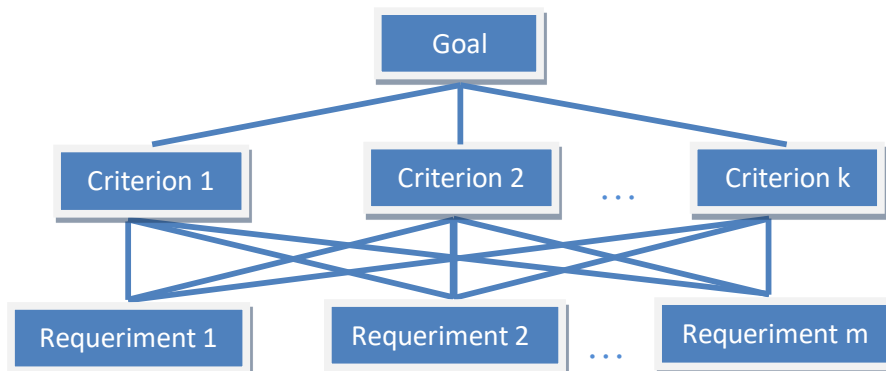 Goal
Criterion 1
Criterion 2
...
Criterion k
Requeriment 1
Requeriment 2
...
Requeriment m